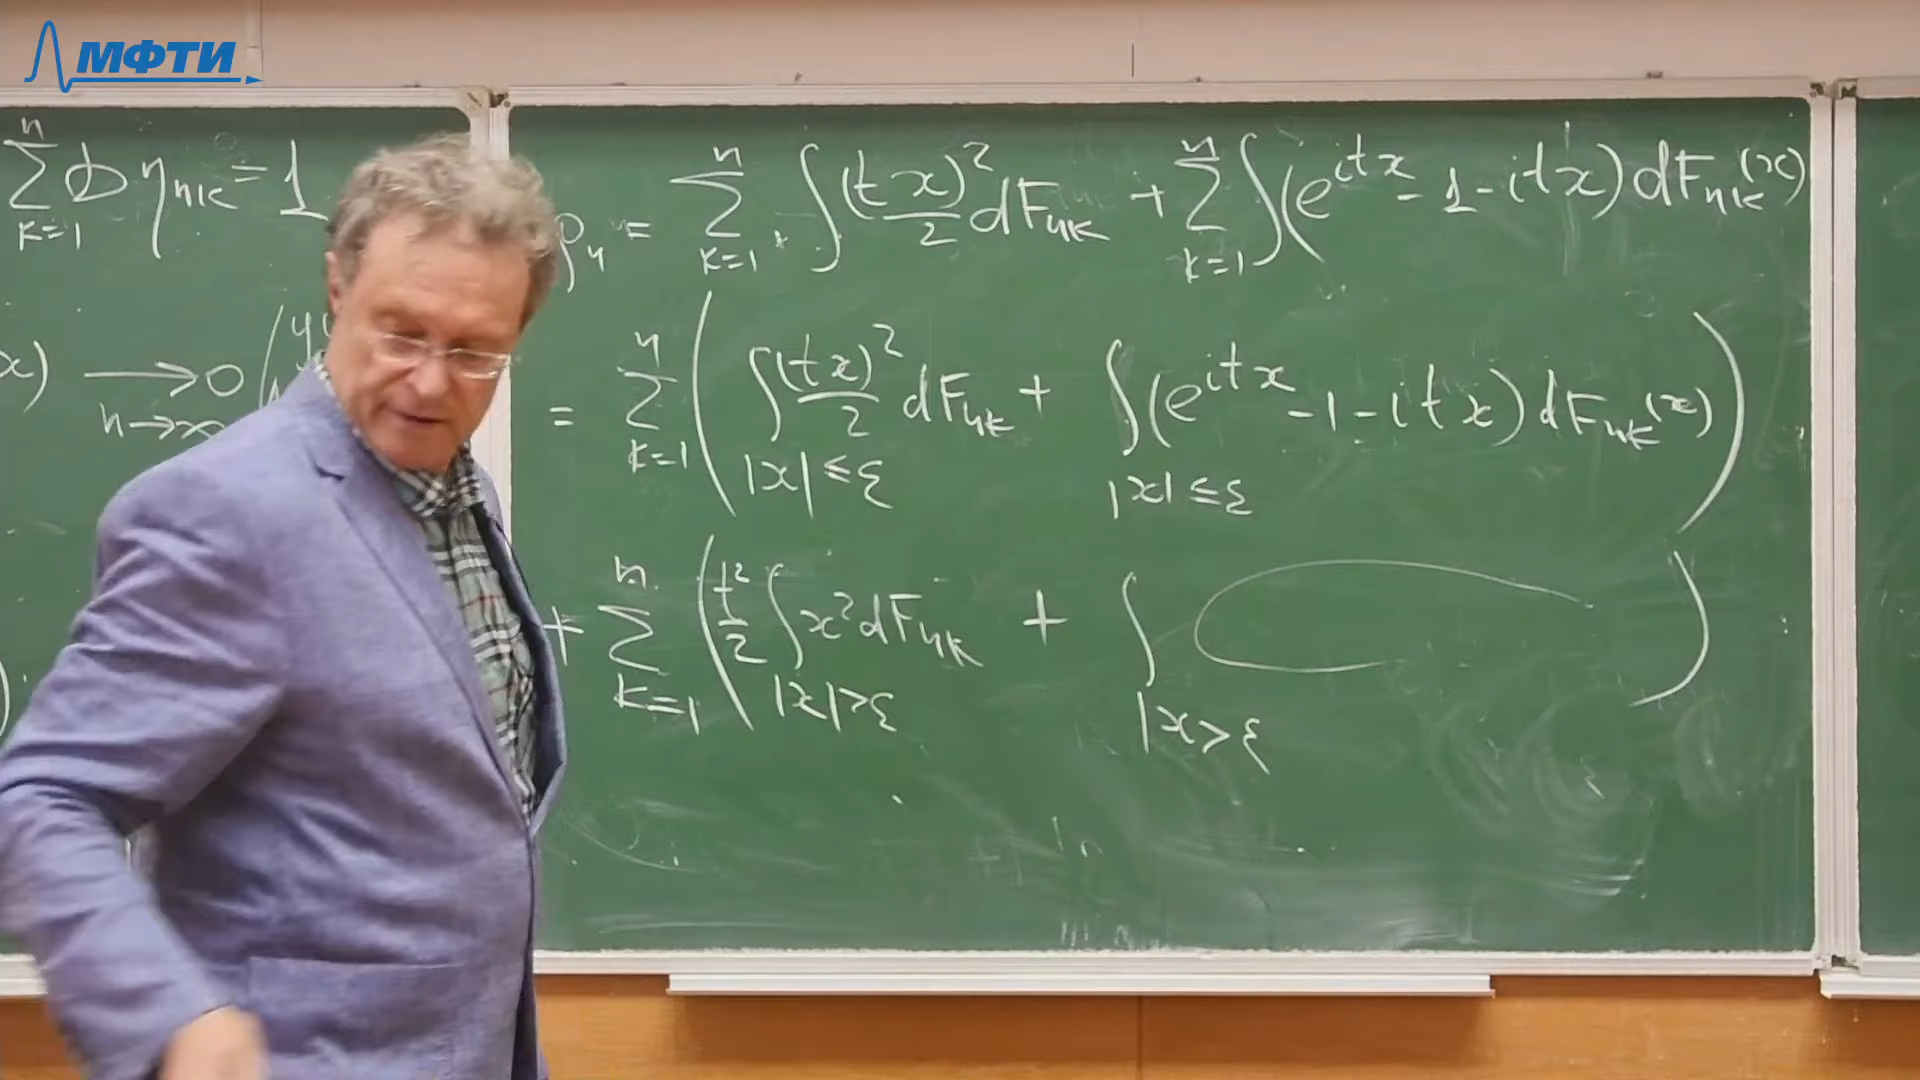 МФТИ
n
∑ D η_{nk} = 1
k=1
x) ⟶ 0 (
n→∞
ρ_n = ∑_{k=1}^{n} ∫ (tx)²/2 dF_{nk} + ∑_{k=1}^{n} ∫ (e^{itx} - 1 - itx) dF_{nk}(x)
= ∑_{k=1}^{n} ( ∫_{|x|≤ε} (tx)²/2 dF_{nk} + ∫_{|x|≤ε} (e^{itx} - 1 - itx) dF_{nk}(x) )
+ ∑_{k=1}^{n} ( t²/2 ∫_{|x|>ε} x² dF_{nk} + ∫_{|x>ε} )